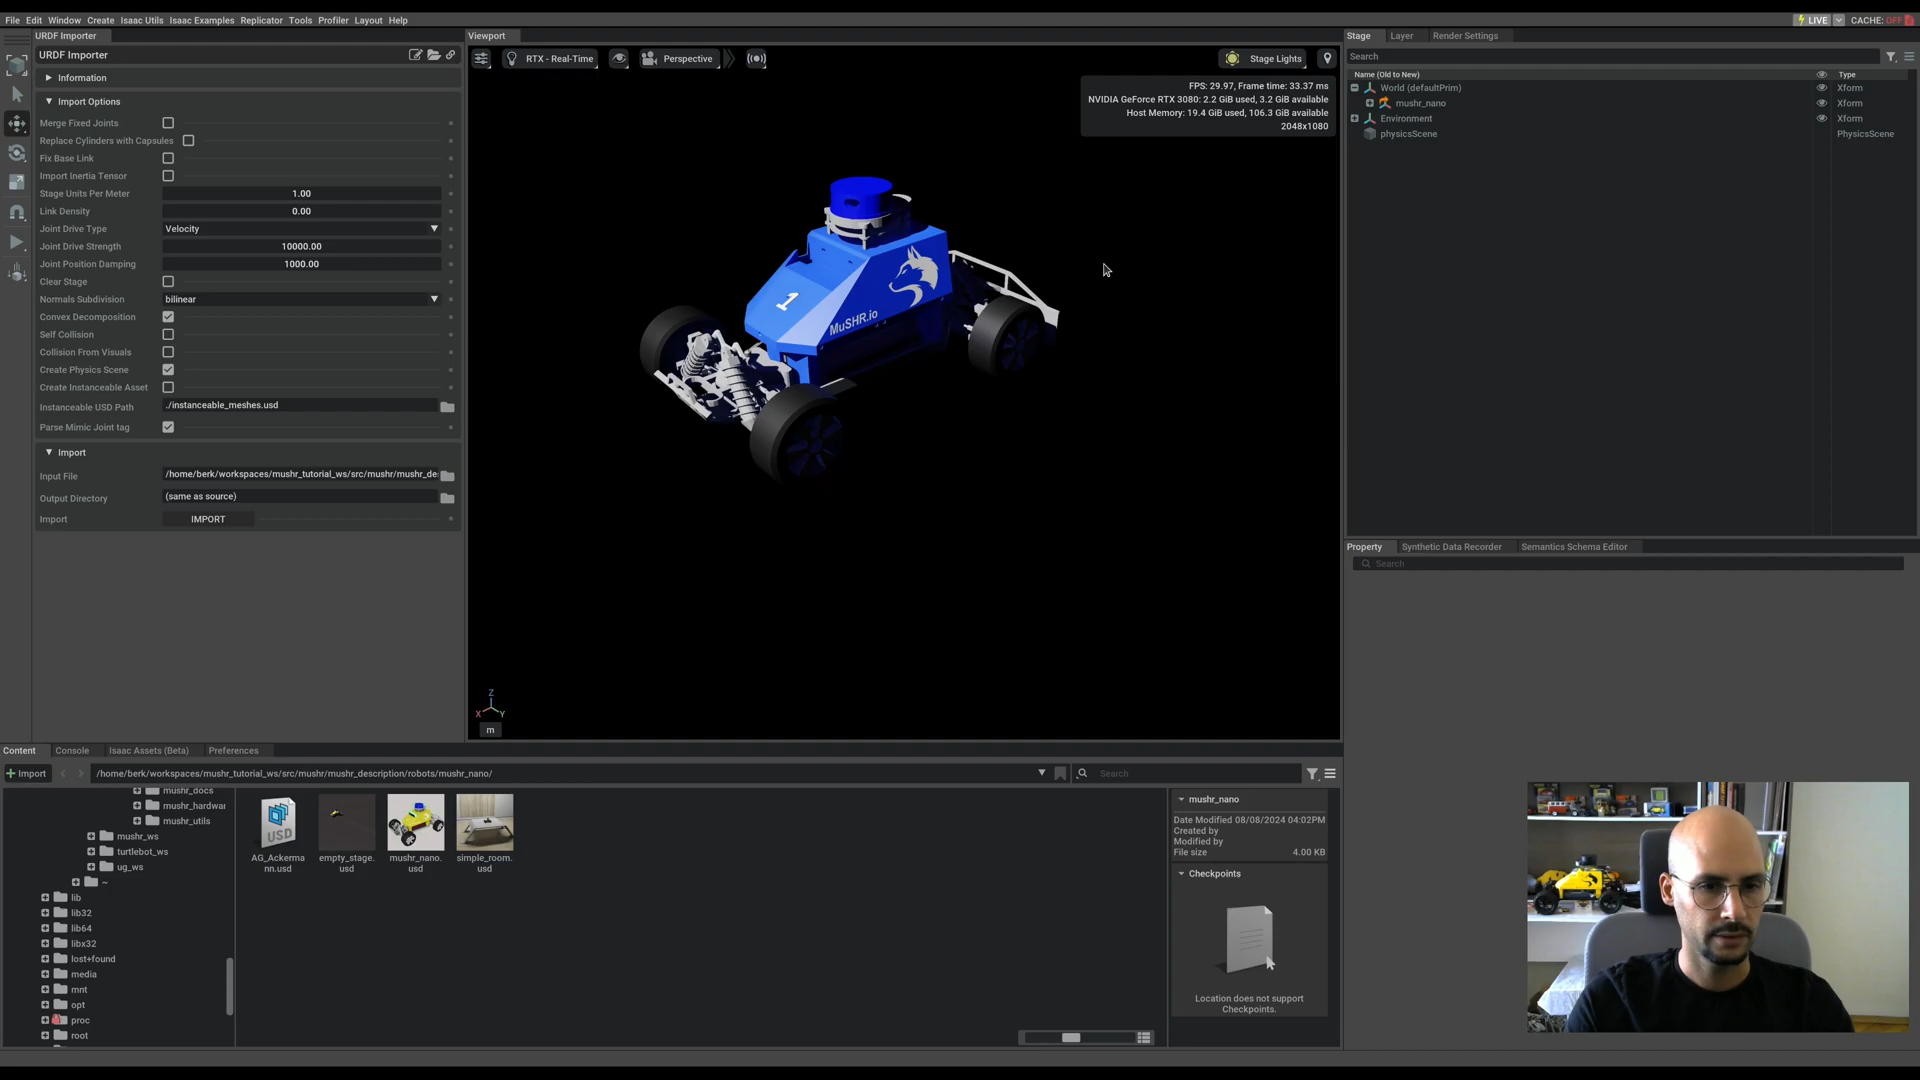 File Edit Window Create Isaac Utils Isaac Examples Replicator Tools Profiler Layout Help
LIVE CACHE: OFF
URDF Importer
URDF Importer
Information
Import Options
Merge Fixed Joints
Replace Cylinders with Capsules
Fix Base Link
Import Inertia Tensor
Stage Units Per Meter 1.00
Link Density 0.00
Joint Drive Type Velocity
Joint Drive Strength 10000.00
Joint Position Damping 1000.00
Clear Stage
Normals Subdivision bilinear
Convex Decomposition
Self Collision
Collision From Visuals
Create Physics Scene
Create Instanceable Asset
Instanceable USD Path ./instanceable_meshes.usd
Parse Mimic Joint tag
Import
Input File /home/berk/workspaces/mushr_tutorial_ws/src/mushr/mushr_de
Output Directory (same as source)
Import IMPORT
Viewport
RTX - Real-Time Perspective Stage Lights
FPS: 29.97, Frame time: 33.37 ms
NVIDIA GeForce RTX 3080: 2.2 GiB used, 3.2 GiB available
Host Memory: 19.4 GiB used, 106.3 GiB available
2048x1080
1
MuSHR.io
Z
X Y
m
Stage Layer Render Settings
Search
Name (Old to New) Type
World (defaultPrim) Xform
mushr_nano Xform
Environment Xform
physicsScene PhysicsScene
Property Synthetic Data Recorder Semantics Schema Editor
Search
Content Console Isaac Assets (Beta) Preferences
Import /home/berk/workspaces/mushr_tutorial_ws/src/mushr/mushr_description/robots/mushr_nano/ Search
mushr_docs
mushr_hardwar
mushr_utils
mushr_ws
turtlebot_ws
ug_ws
~
lib
lib32
lib64
libx32
lost+found
media
mnt
opt
proc
root
USD
AG_Ackerma
nn.usd
empty_stage.
usd
mushr_nano.
usd
simple_room.
usd
mushr_nano
Date Modified 08/08/2024 04:02PM
Created by
Modified by
File size 4.00 KB
Checkpoints
Location does not support
Checkpoints.